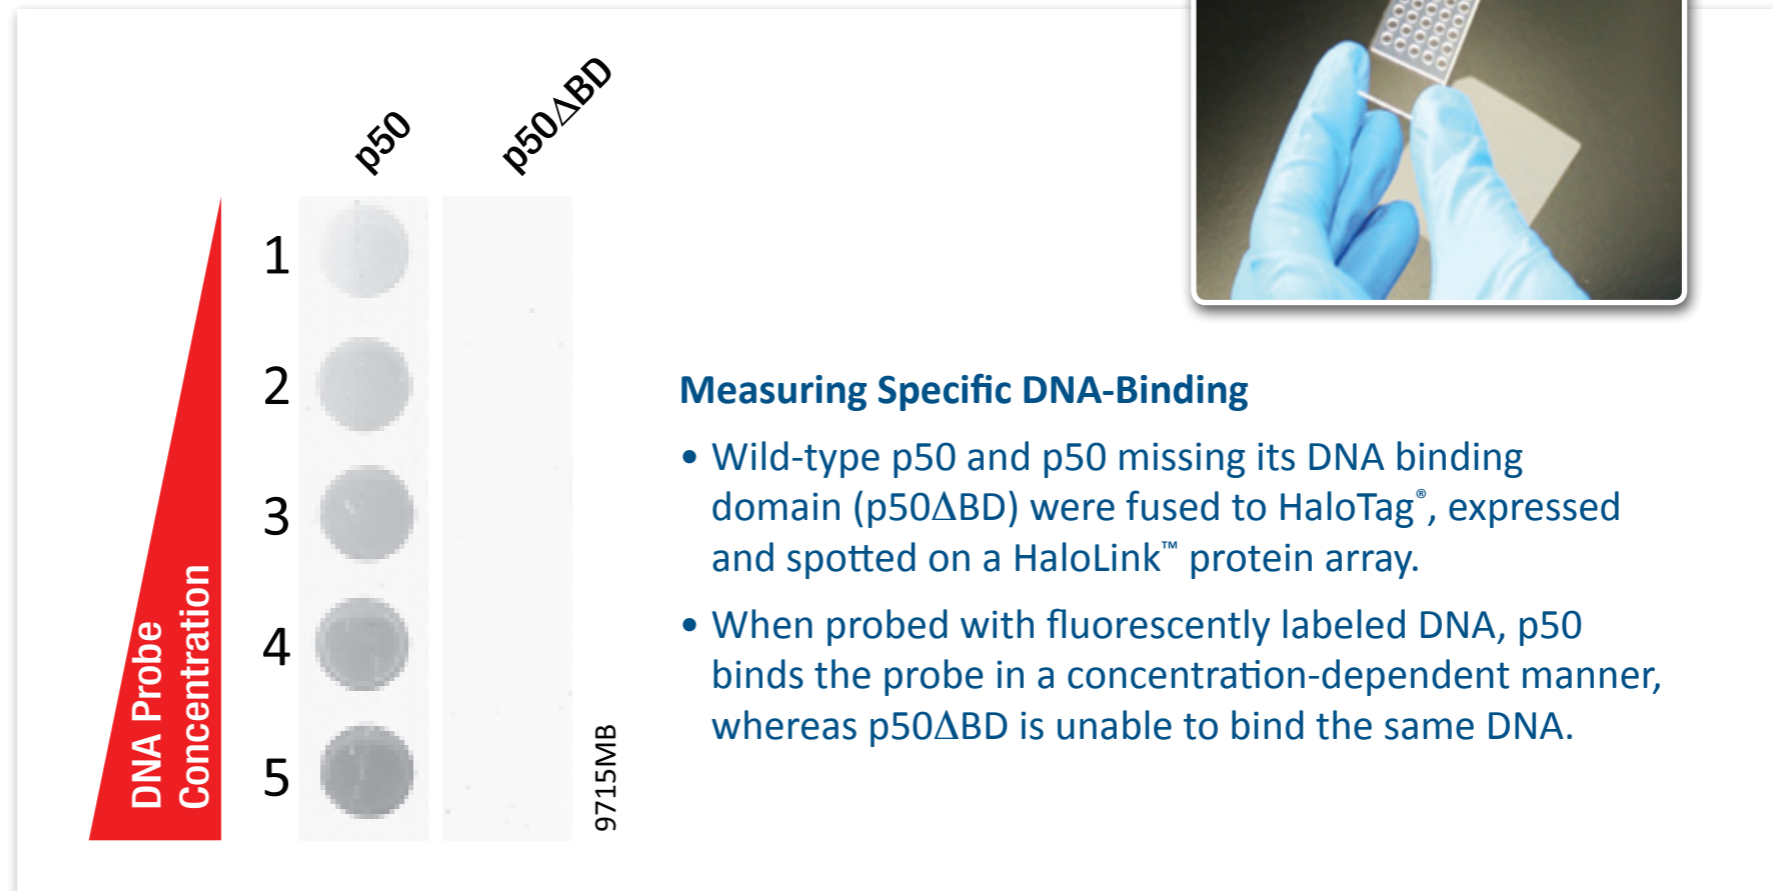 p50
p50ΔBD
1
2
3
4
5
DNA Probe
Concentration
9715MB
Measuring Specific DNA-Binding
• Wild-type p50 and p50 missing its DNA binding
domain (p50ΔBD) were fused to HaloTag®, expressed
and spotted on a HaloLink™ protein array.
• When probed with fluorescently labeled DNA, p50
binds the probe in a concentration-dependent manner,
whereas p50ΔBD is unable to bind the same DNA.